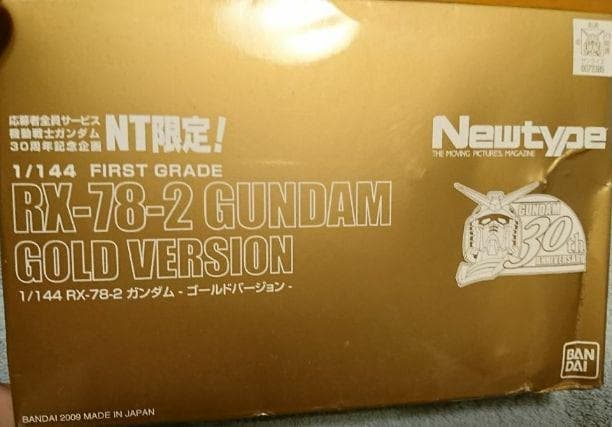 応募者全員サービス
機動戦士ガンダム
30周年記念企画
NT限定!
1/144 FIRST GRADE
RX-78-2 GUNDAM
GOLD VERSION
1/144 RX-78-2 ガンダム - ゴールドバージョン -
Newtype
THE MOVING PICTURES MAGAZINE
GUNDAM
30th
ANNIVERSARY
BAN
DAI
BANDAI 2009 MADE IN JAPAN